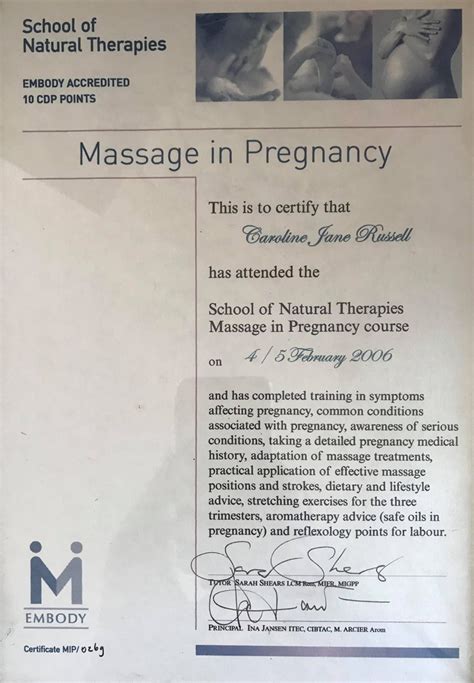 School of
Natural Therapies
EMBODY ACCREDITED
10 CDP POINTS
Massage in Pregnancy
This is to certify that
Caroline Jane Russell
has attended the
School of Natural Therapies
Massage in Pregnancy course
on 4/5 February 2006
and has completed training in symptoms
affecting pregnancy, common conditions
associated with pregnancy, awareness of serious
conditions, taking a detailed pregnancy medical
history, adaptation of massage treatments,
practical application of effective massage
positions and strokes, dietary and lifestyle
advice, stretching exercises for the three
trimesters, aromatherapy advice (safe oils in
pregnancy) and reflexology points for labour.
TUTOR SARAH SHEARS LCM MIFR, MIGPP
PRINCIPAL INA JANSEN ITEC, CIBTAC, M. ARCIER Arom
EMBODY
Certificate MIP/0269